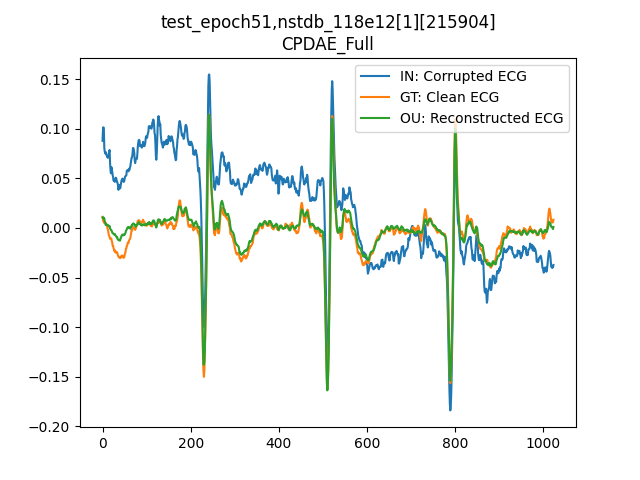 test_epoch51,nstdb_118e12[1][215904]
CPDAE_Full
IN: Corrupted ECG
GT: Clean ECG
OU: Reconstructed ECG
0.15
0.10
0.05
0.00
−0.05
−0.10
−0.15
−0.20
0 200 400 600 800 1000